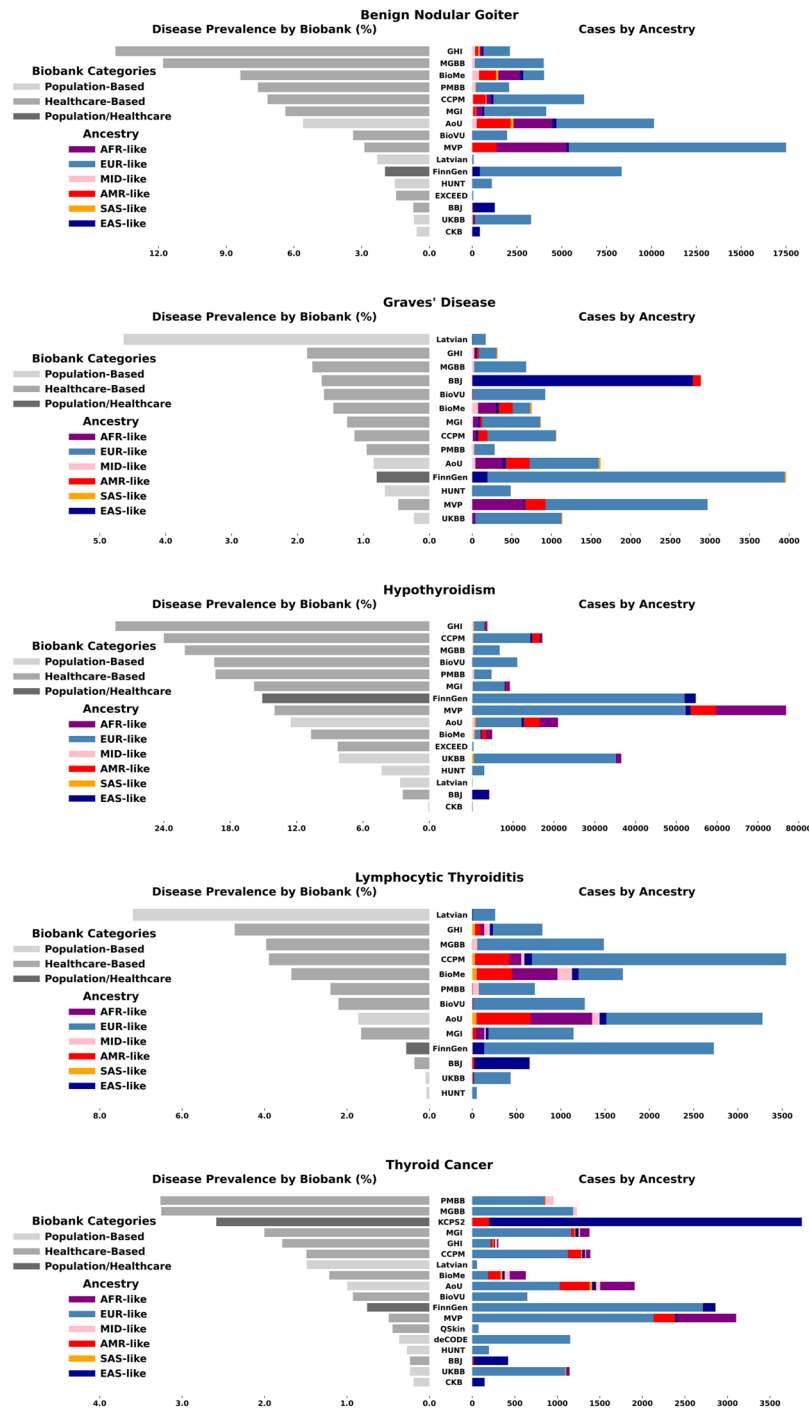 Benign Nodular Goiter
Disease Prevalence by Biobank (%) Cases by Ancestry
Biobank Categories
Population-Based
Healthcare-Based
Population/Healthcare
Ancestry
AFR-like
EUR-like
MID-like
AMR-like
SAS-like
EAS-like
GHI
MGBB
BioMe
PMBB
CCPM
MGI
AoU
BioVU
MVP
Latvian
FinnGen
HUNT
EXCEED
BBJ
UKBB
CKB
12.0 9.0 6.0 3.0 0.0 0 2500 5000 7500 10000 12500 15000 17500
Graves' Disease
Disease Prevalence by Biobank (%) Cases by Ancestry
Biobank Categories
Population-Based
Healthcare-Based
Population/Healthcare
Ancestry
AFR-like
EUR-like
MID-like
AMR-like
SAS-like
EAS-like
Latvian
GHI
MGBB
BBJ
BioVU
BioMe
MGI
CCPM
PMBB
AoU
FinnGen
HUNT
MVP
UKBB
5.0 4.0 3.0 2.0 1.0 0.0 0 500 1000 1500 2000 2500 3000 3500 4000
Hypothyroidism
Disease Prevalence by Biobank (%) Cases by Ancestry
Biobank Categories
Population-Based
Healthcare-Based
Population/Healthcare
Ancestry
AFR-like
EUR-like
MID-like
AMR-like
SAS-like
EAS-like
GHI
CCPM
MGBB
BioVU
PMBB
MGI
FinnGen
MVP
AoU
BioMe
EXCEED
UKBB
HUNT
Latvian
BBJ
CKB
24.0 18.0 12.0 6.0 0.0 0 10000 20000 30000 40000 50000 60000 70000 80000
Lymphocytic Thyroiditis
Disease Prevalence by Biobank (%) Cases by Ancestry
Biobank Categories
Population-Based
Healthcare-Based
Population/Healthcare
Ancestry
AFR-like
EUR-like
MID-like
AMR-like
SAS-like
EAS-like
Latvian
GHI
MGBB
CCPM
BioMe
PMBB
BioVU
AoU
MGI
FinnGen
BBJ
UKBB
HUNT
8.0 6.0 4.0 2.0 0.0 0 500 1000 1500 2000 2500 3000 3500
Thyroid Cancer
Disease Prevalence by Biobank (%) Cases by Ancestry
Biobank Categories
Population-Based
Healthcare-Based
Population/Healthcare
Ancestry
AFR-like
EUR-like
MID-like
AMR-like
SAS-like
EAS-like
PMBB
MGBB
KCPS2
MGI
GHI
CCPM
Latvian
BioMe
AoU
BioVU
FinnGen
MVP
QSkin
deCODE
HUNT
BBJ
UKBB
CKB
4.0 3.0 2.0 1.0 0.0 0 500 1000 1500 2000 2500 3000 3500